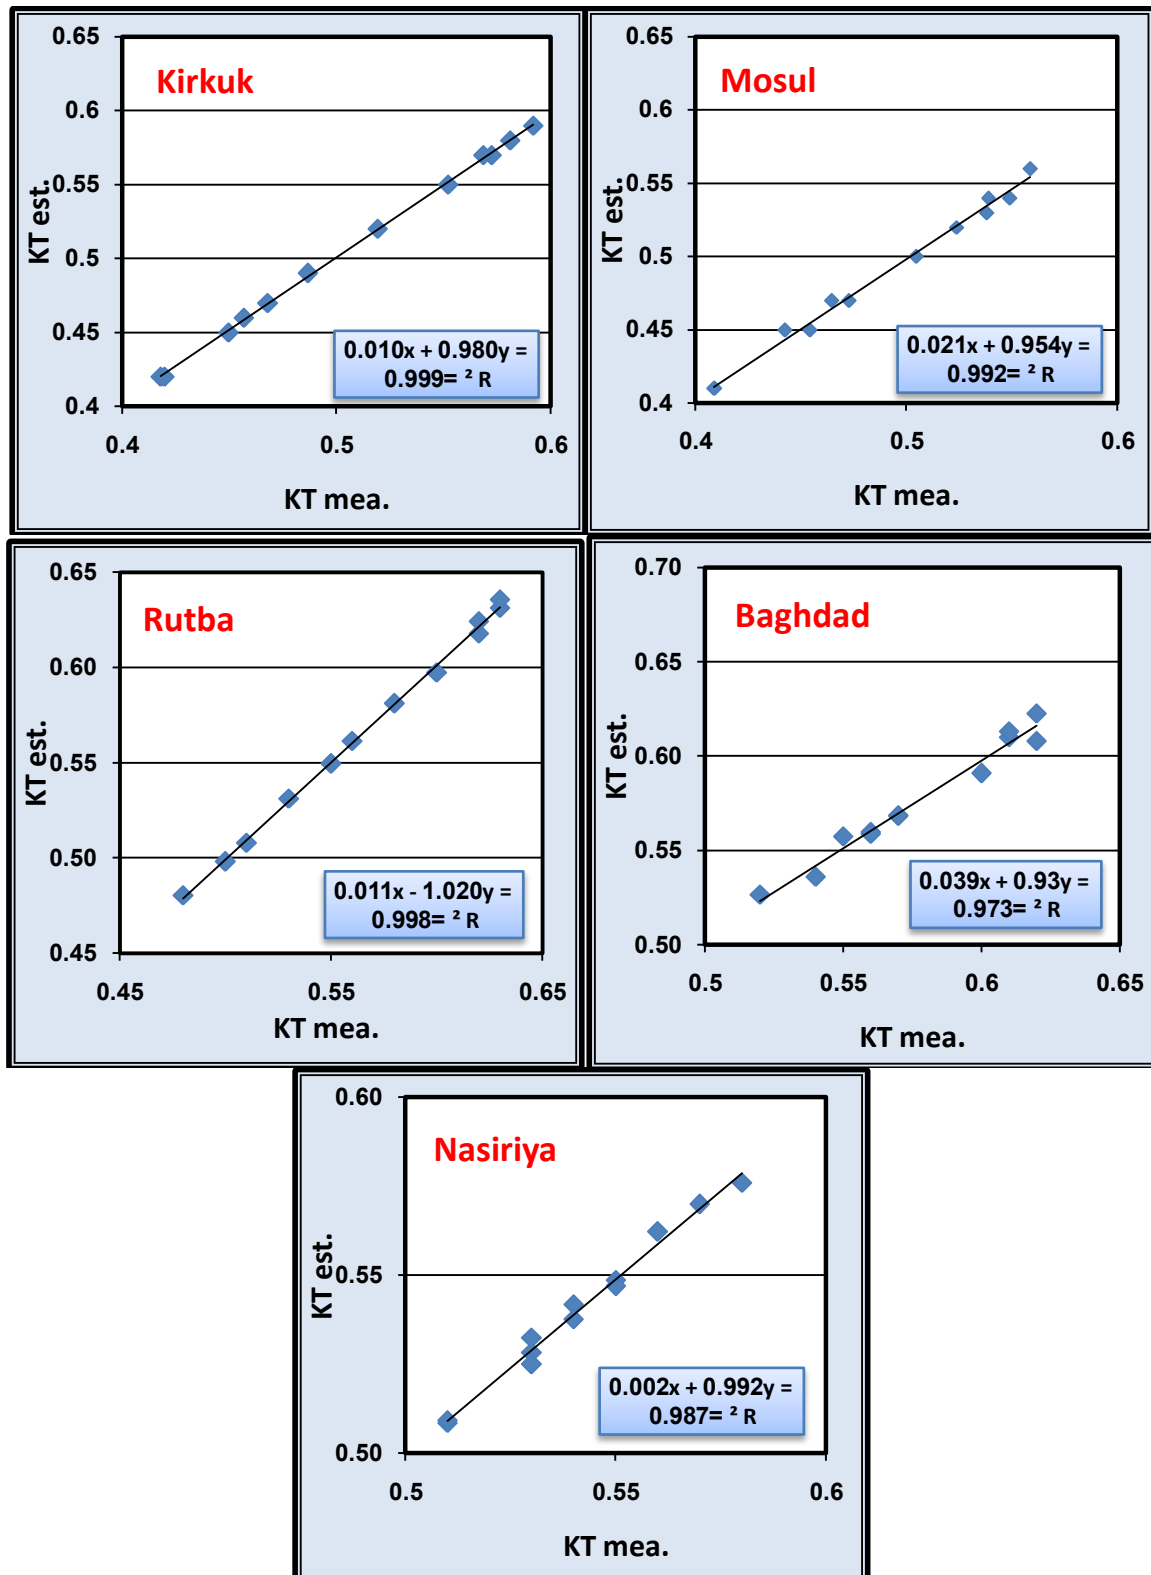 Kirkuk
KT est.
0.65
0.6
0.55
0.5
0.45
0.4
0.4 0.5 0.6
KT mea.
0.010x + 0.980y =
0.999= ² R
Mosul
KT est.
0.65
0.6
0.55
0.5
0.45
0.4
0.4 0.5 0.6
KT mea.
0.021x + 0.954y =
0.992= ² R
Rutba
KT est.
0.65
0.60
0.55
0.50
0.45
0.45 0.55 0.65
KT mea.
0.011x - 1.020y =
0.998= ² R
Baghdad
KT est.
0.70
0.65
0.60
0.55
0.50
0.5 0.55 0.6 0.65
KT mea.
0.039x + 0.93y =
0.973= ² R
Nasiriya
KT est.
0.60
0.55
0.50
0.5 0.55 0.6
KT mea.
0.002x + 0.992y =
0.987= ² R